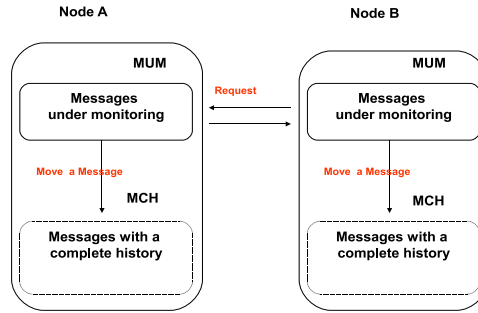 Node A
Node B
MUM
MUM
Messages
under monitoring
Request
Messages
under monitoring
Move a Message
Move a Message
MCH
MCH
Messages with a
complete history
Messages with a
complete history